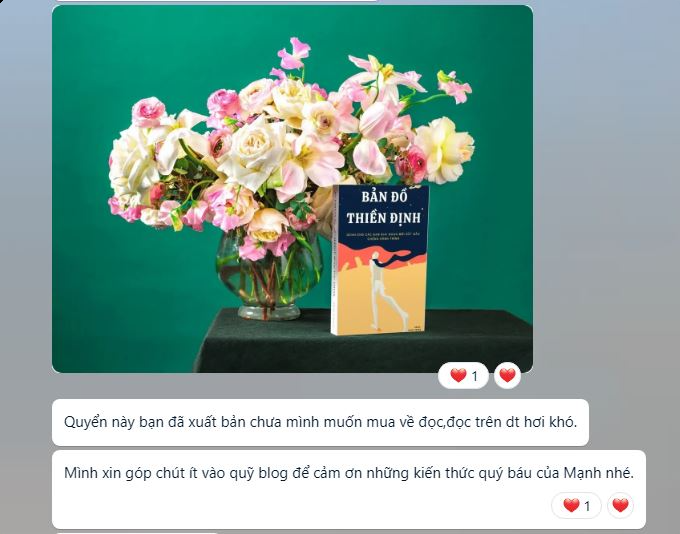 BẢN ĐỒ
THIỀN ĐỊNH
1
Quyển này bạn đã xuất bản chưa mình muốn mua về đọc,đọc trên dt hơi khó.
Mình xin góp chút ít vào quỹ blog để cảm ơn những kiến thức quý báu của Mạnh nhé.
1